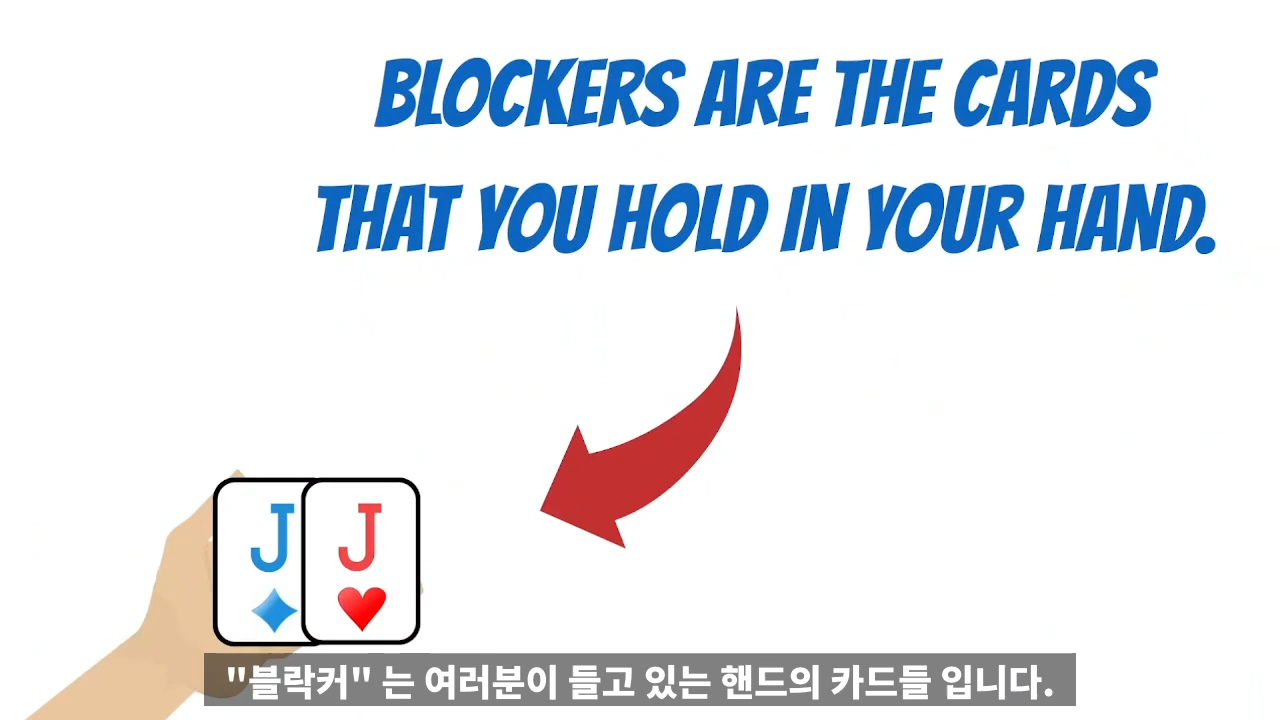 BLOCKERS ARE THE CARDS
THAT YOU HOLD IN YOUR HAND.
J J
"블락커" 는 여러분이 들고 있는 핸드의 카드들 입니다.